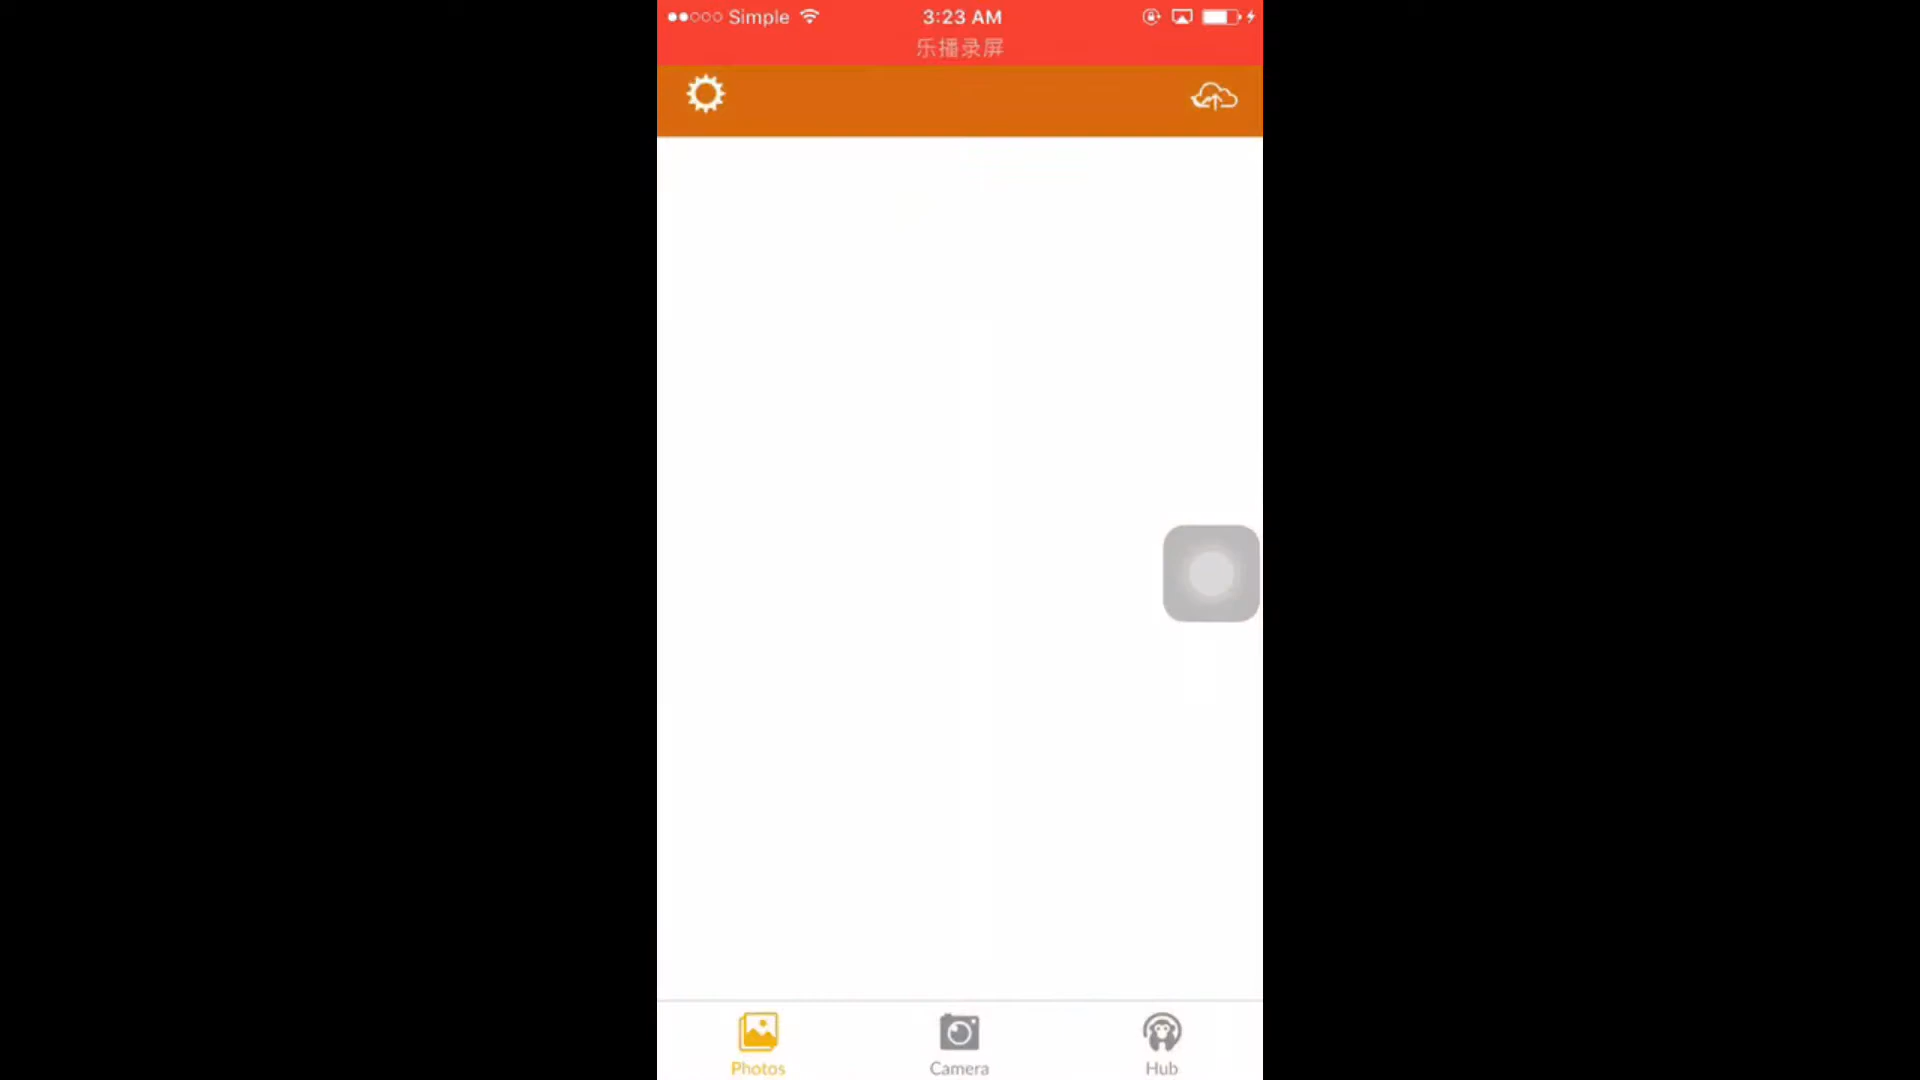 Simple
3:23 AM
乐播录屏
Photos
Camera
Hub